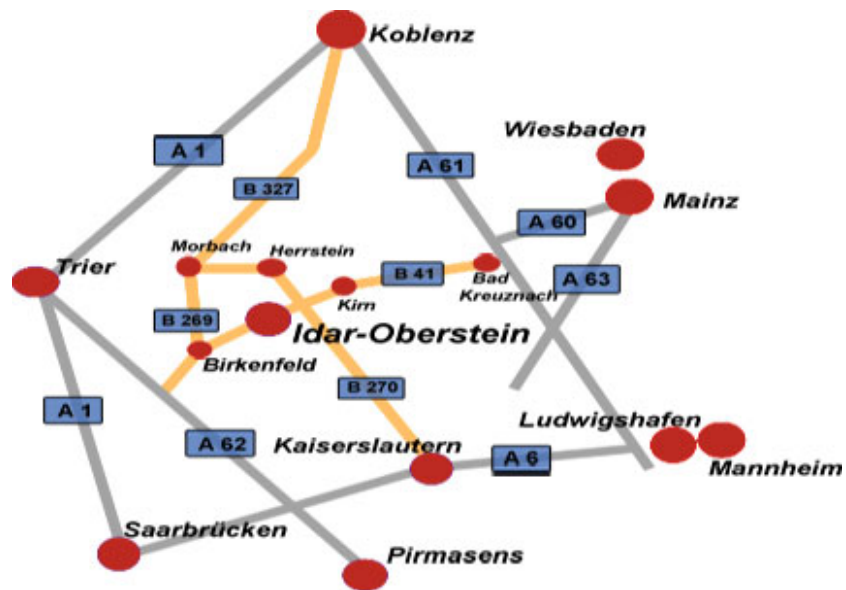 Koblenz
Wiesbaden
A 1
A 61
B 327
Mainz
A 60
Morbach
Herrstein
Trier
B 41
Bad
Kreuznach
A 63
Kirn
B 269
Idar-Oberstein
Birkenfeld
B 270
A 1
Ludwigshafen
A 62
Kaiserslautern
A 6
Mannheim
Saarbrücken
Pirmasens